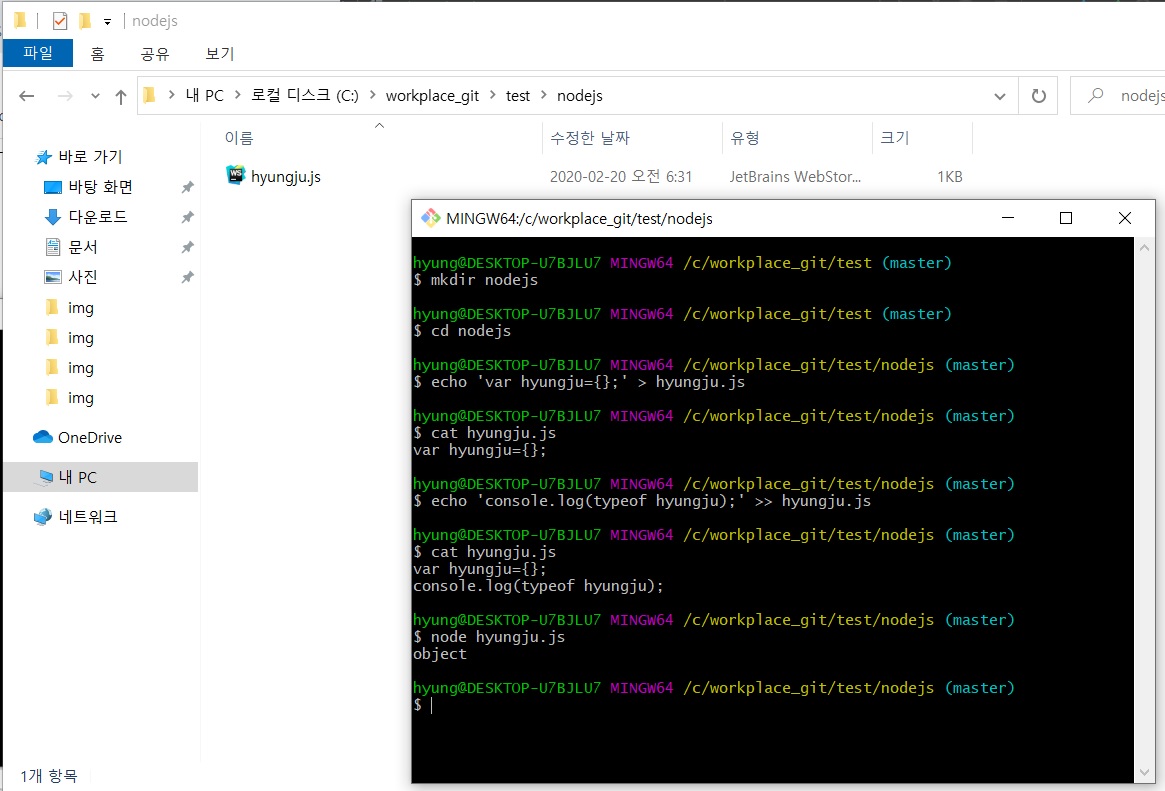 nodejs
파일 홈 공유 보기
내 PC 로컬 디스크 (C:) workplace_git test nodejs
nodejs
이름 수정한 날짜 유형 크기
hyungju.js 2020-02-20 오전 6:31 JetBrains WebStor... 1KB
바로 가기
바탕 화면
다운로드
문서
사진
img
img
img
img
OneDrive
내 PC
네트워크
1개 항목
MINGW64:/c/workplace_git/test/nodejs
hyung@DESKTOP-U7BJLU7 MINGW64 /c/workplace_git/test (master)
$ mkdir nodejs
hyung@DESKTOP-U7BJLU7 MINGW64 /c/workplace_git/test (master)
$ cd nodejs
hyung@DESKTOP-U7BJLU7 MINGW64 /c/workplace_git/test/nodejs (master)
$ echo 'var hyungju={};' > hyungju.js
hyung@DESKTOP-U7BJLU7 MINGW64 /c/workplace_git/test/nodejs (master)
$ cat hyungju.js
var hyungju={};
hyung@DESKTOP-U7BJLU7 MINGW64 /c/workplace_git/test/nodejs (master)
$ echo 'console.log(typeof hyungju);' >> hyungju.js
hyung@DESKTOP-U7BJLU7 MINGW64 /c/workplace_git/test/nodejs (master)
$ cat hyungju.js
var hyungju={};
console.log(typeof hyungju);
hyung@DESKTOP-U7BJLU7 MINGW64 /c/workplace_git/test/nodejs (master)
$ node hyungju.js
object
hyung@DESKTOP-U7BJLU7 MINGW64 /c/workplace_git/test/nodejs (master)
$